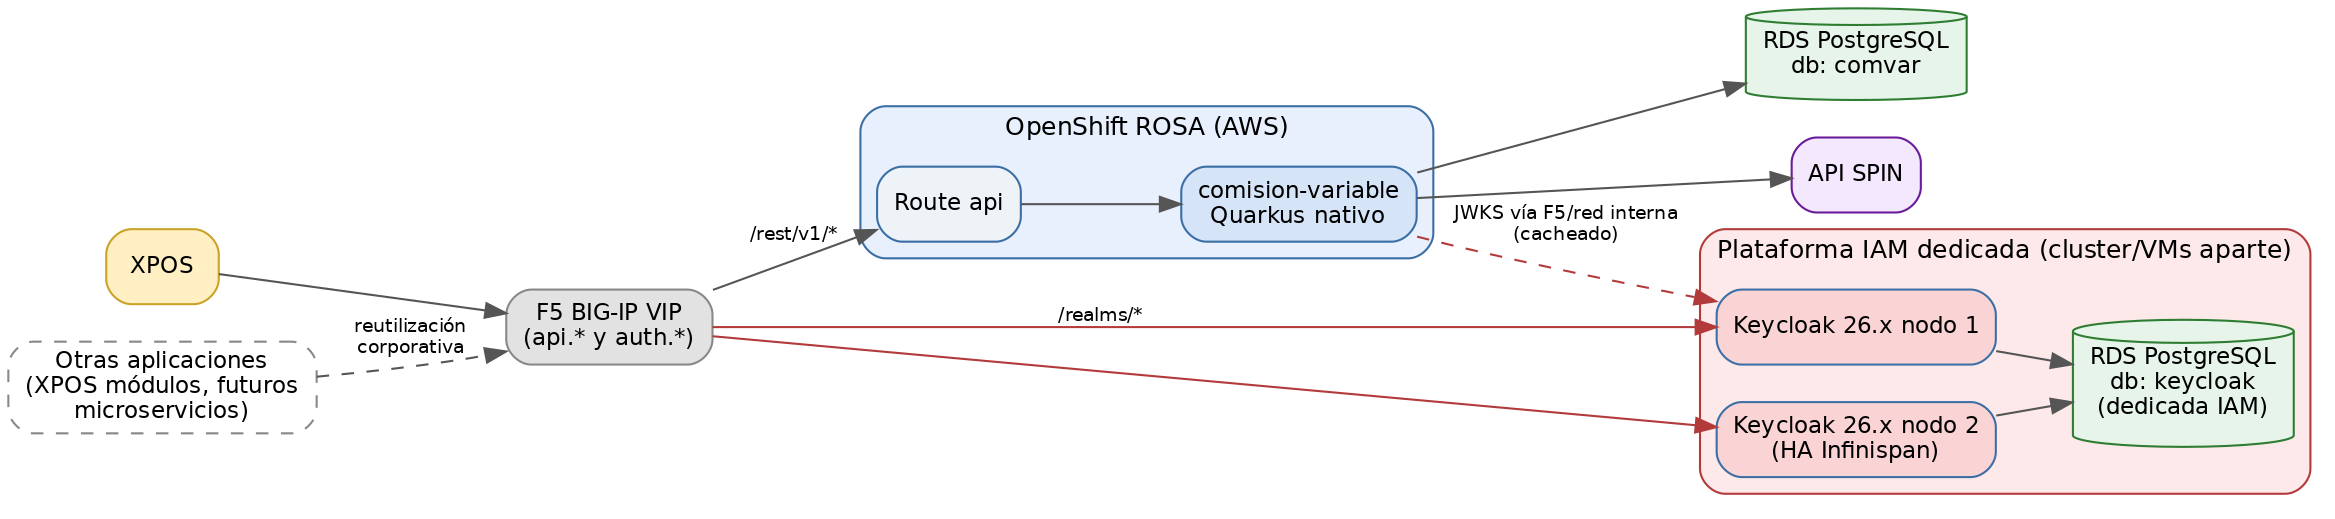 XPOS
Otras aplicaciones
(XPOS módulos, futuros
microservicios)
reutilización
corporativa
F5 BIG-IP VIP
(api.* y auth.*)
/rest/v1/*
OpenShift ROSA (AWS)
Route api
comision-variable
Quarkus nativo
/realms/*
JWKS vía F5/red interna
(cacheado)
RDS PostgreSQL
db: comvar
API SPIN
Plataforma IAM dedicada (cluster/VMs aparte)
Keycloak 26.x nodo 1
Keycloak 26.x nodo 2
(HA Infinispan)
RDS PostgreSQL
db: keycloak
(dedicada IAM)